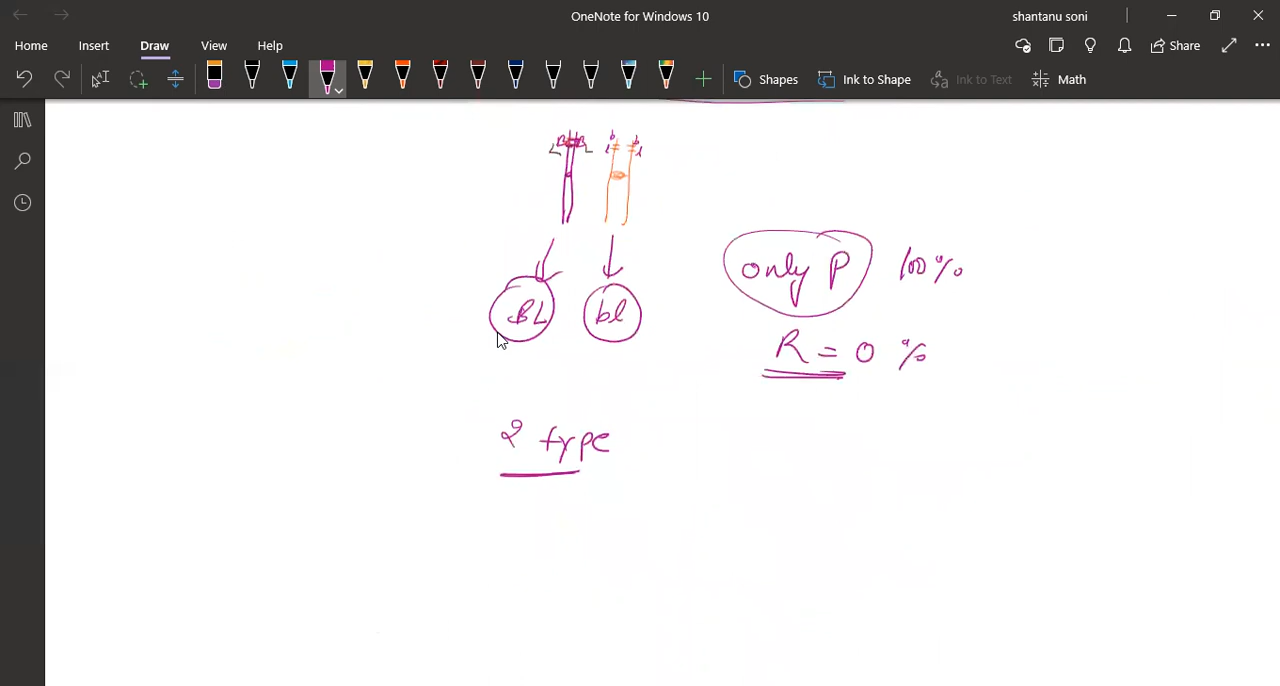 OneNote for Windows 10
shantanu soni
Home Insert Draw View Help
Share
Shapes Ink to Shape Ink to Text Math
L B B L b l b l
BL bl
only P 100%
R = 0 %
2 type